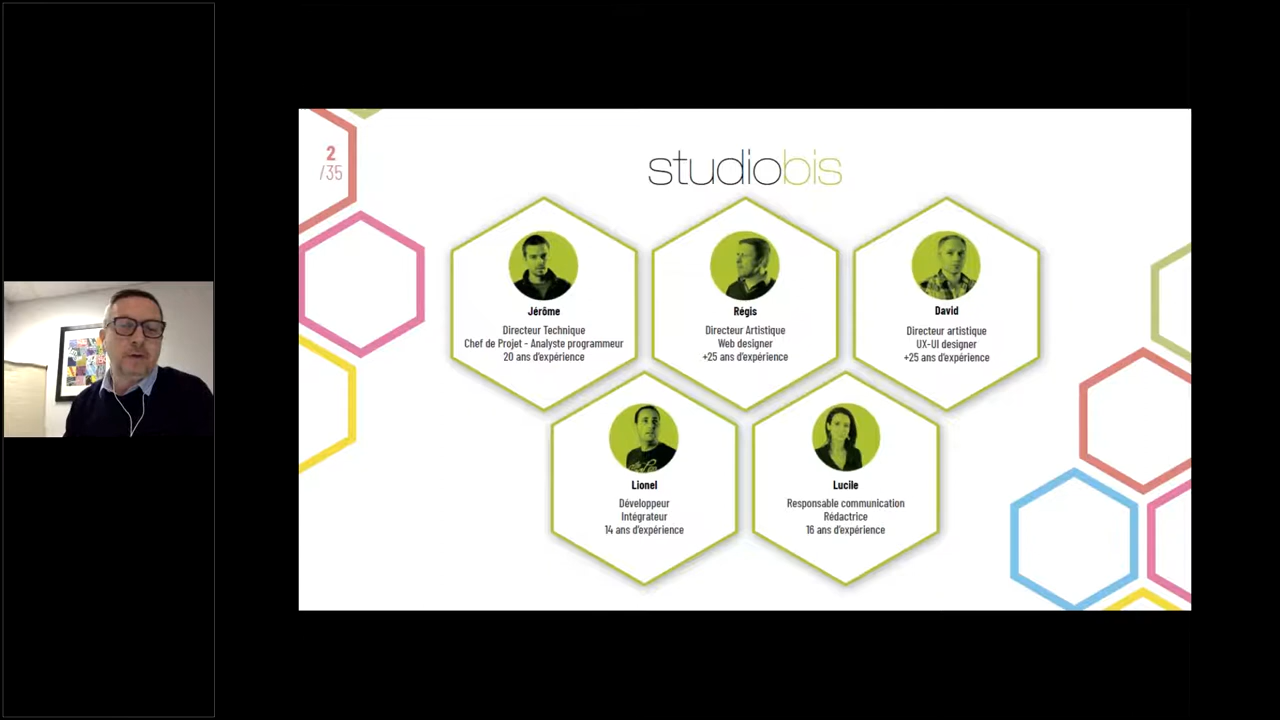 2
/35
studiobis
Jérôme
Directeur Technique
Chef de Projet - Analyste programmeur
20 ans d'expérience
Régis
Directeur Artistique
Web designer
+25 ans d'expérience
David
Directeur artistique
UX-UI designer
+25 ans d'expérience
Lionel
Développeur
Intégrateur
14 ans d'expérience
Lucile
Responsable communication
Rédactrice
16 ans d'expérience